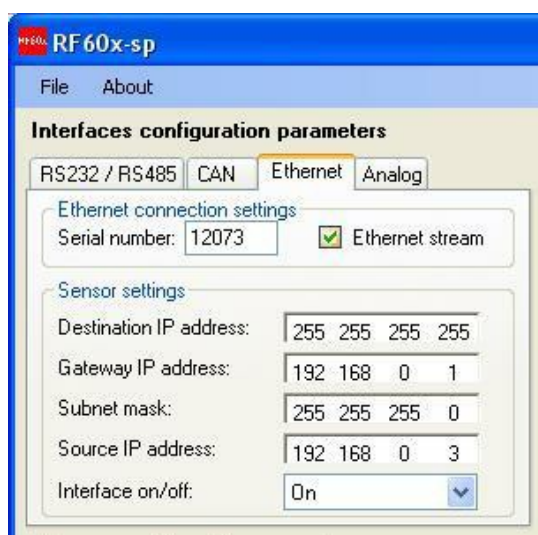 RF60x RF60x-sp
File About
Interfaces configuration parameters
RS232 / RS485 CAN Ethernet Analog
Ethernet connection settings
Serial number: 12073 Ethernet stream
Sensor settings
Destination IP address: 255 255 255 255
Gateway IP address: 192 168 0 1
Subnet mask: 255 255 255 0
Source IP address: 192 168 0 3
Interface on/off: On